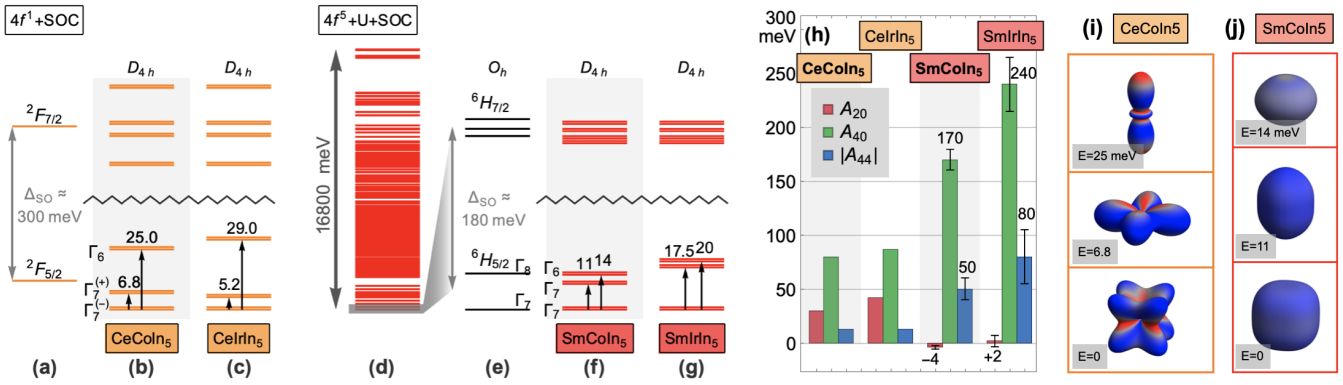 4f¹+SOC
D₄ₕ
D₄ₕ
²F₇/₂
Δ_SO ≈
300 meV
²F₅/₂
Γ₆
25.0
Γ₇⁽⁺⁾
6.8
Γ₇⁽⁻⁾
29.0
5.2
CeCoIn₅
CeIrIn₅
(a)
(b)
(c)
4f⁵+U+SOC
16800 meV
Oₕ
⁶H₇/₂
Δ_SO ≈
180 meV
⁶H₅/₂
Γ₈
Γ₇
D₄ₕ
D₄ₕ
Γ₆
11
14
Γ₇
Γ₇
17.5
20
SmCoIn₅
SmIrIn₅
(d)
(e)
(f)
(g)
300
meV
250
200
150
100
50
0
(h)
CeCoIn₅
CeIrIn₅
SmCoIn₅
SmIrIn₅
A₂₀
A₄₀
|A₄₄|
170
240
50
80
−4
+2
(i)
CeCoIn5
E=25 meV
E=6.8
E=0
(j)
SmCoIn5
E=14 meV
E=11
E=0